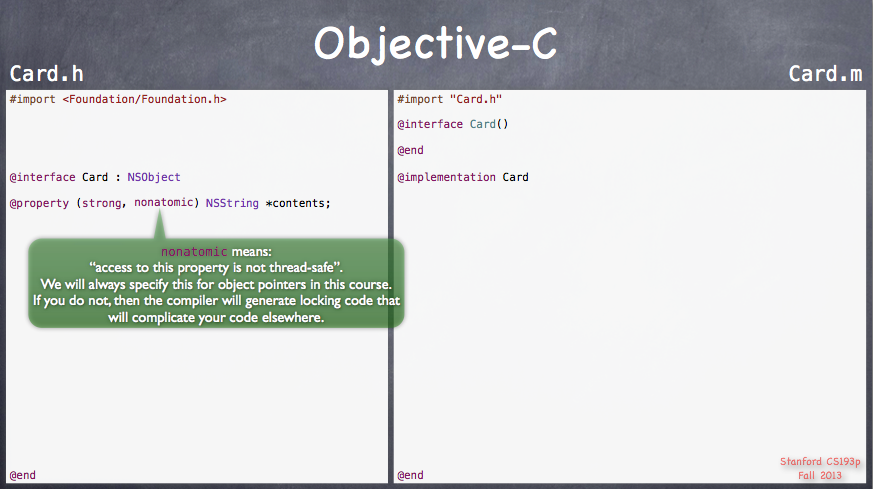 Objective-C
Card.h
Card.m
#import <Foundation/Foundation.h>
@interface Card : NSObject
@property (strong, nonatomic) NSString *contents;
nonatomic means:
“access to this property is not thread-safe”.
We will always specify this for object pointers in this course.
If you do not, then the compiler will generate locking code that
will complicate your code elsewhere.
@end
#import "Card.h"
@interface Card()
@end
@implementation Card
@end
Stanford CS193p
Fall 2013